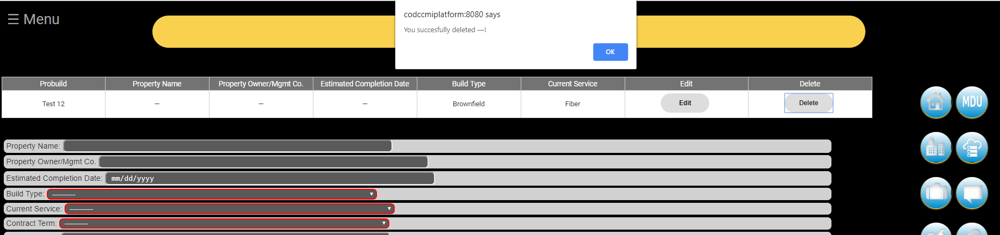 ☰ Menu
codccmiplatform:8080 says
You succesfully deleted —!
OK
Probuild Property Name Property Owner/Mgmt Co. Estimated Completion Date Build Type Current Service Edit Delete
Test 12 — — — Brownfield Fiber Edit Delete
MDU
Property Name:
Property Owner/Mgmt Co.
Estimated Completion Date: mm/dd/yyyy
Build Type: ---------
Current Service: ---------
Contract Term: ---------